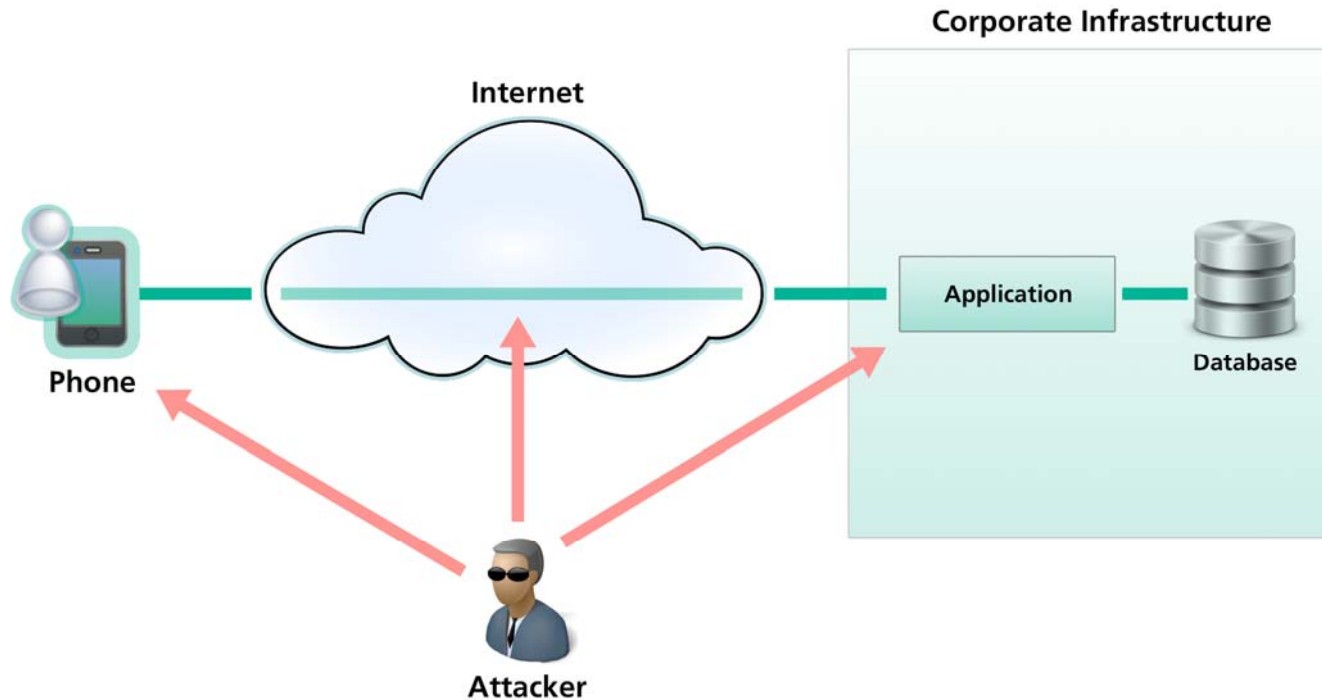 Corporate Infrastructure
Internet
Application
Phone
Database
Attacker